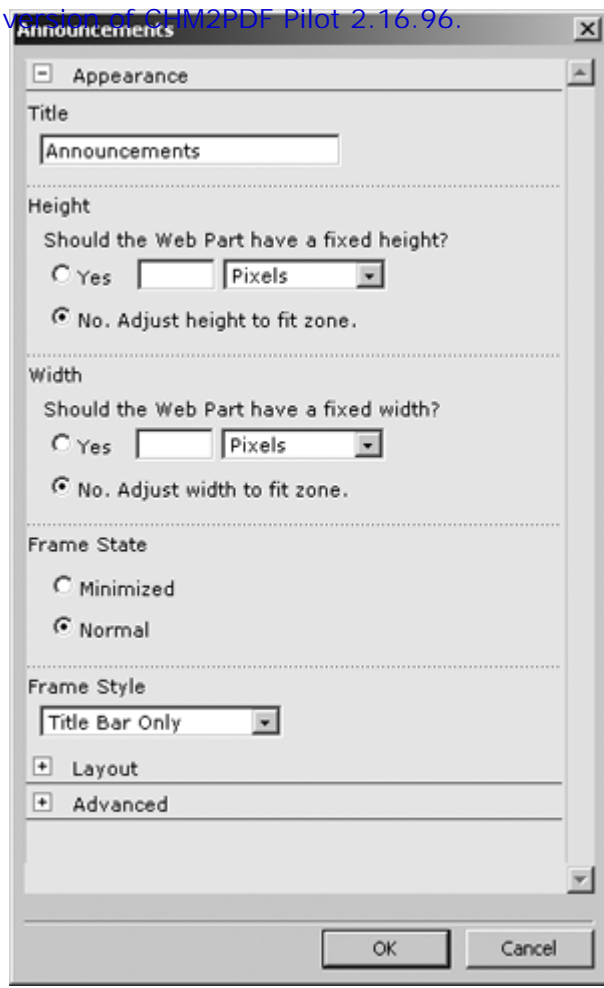 version of CHM2PDF Pilot 2.16.96.
Announcements
Appearance
Title
Announcements
Height
Should the Web Part have a fixed height?
Yes Pixels
No. Adjust height to fit zone.
Width
Should the Web Part have a fixed width?
Yes Pixels
No. Adjust width to fit zone.
Frame State
Minimized
Normal
Frame Style
Title Bar Only
Layout
Advanced
OK Cancel